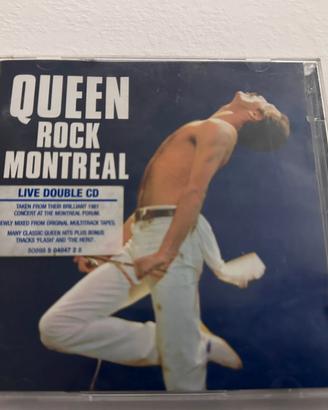 QUEEN
ROCK
MONTREAL
LIVE DOUBLE CD
TAKEN FROM THEIR BRILLIANT 1981
CONCERT AT THE MONTREAL FORUM.
NEWLY MIXED FROM ORIGINAL MULTITRACK TAPES.
MANY CLASSIC QUEEN HITS PLUS BONUS
TRACKS 'FLASH' AND 'THE HERO'.